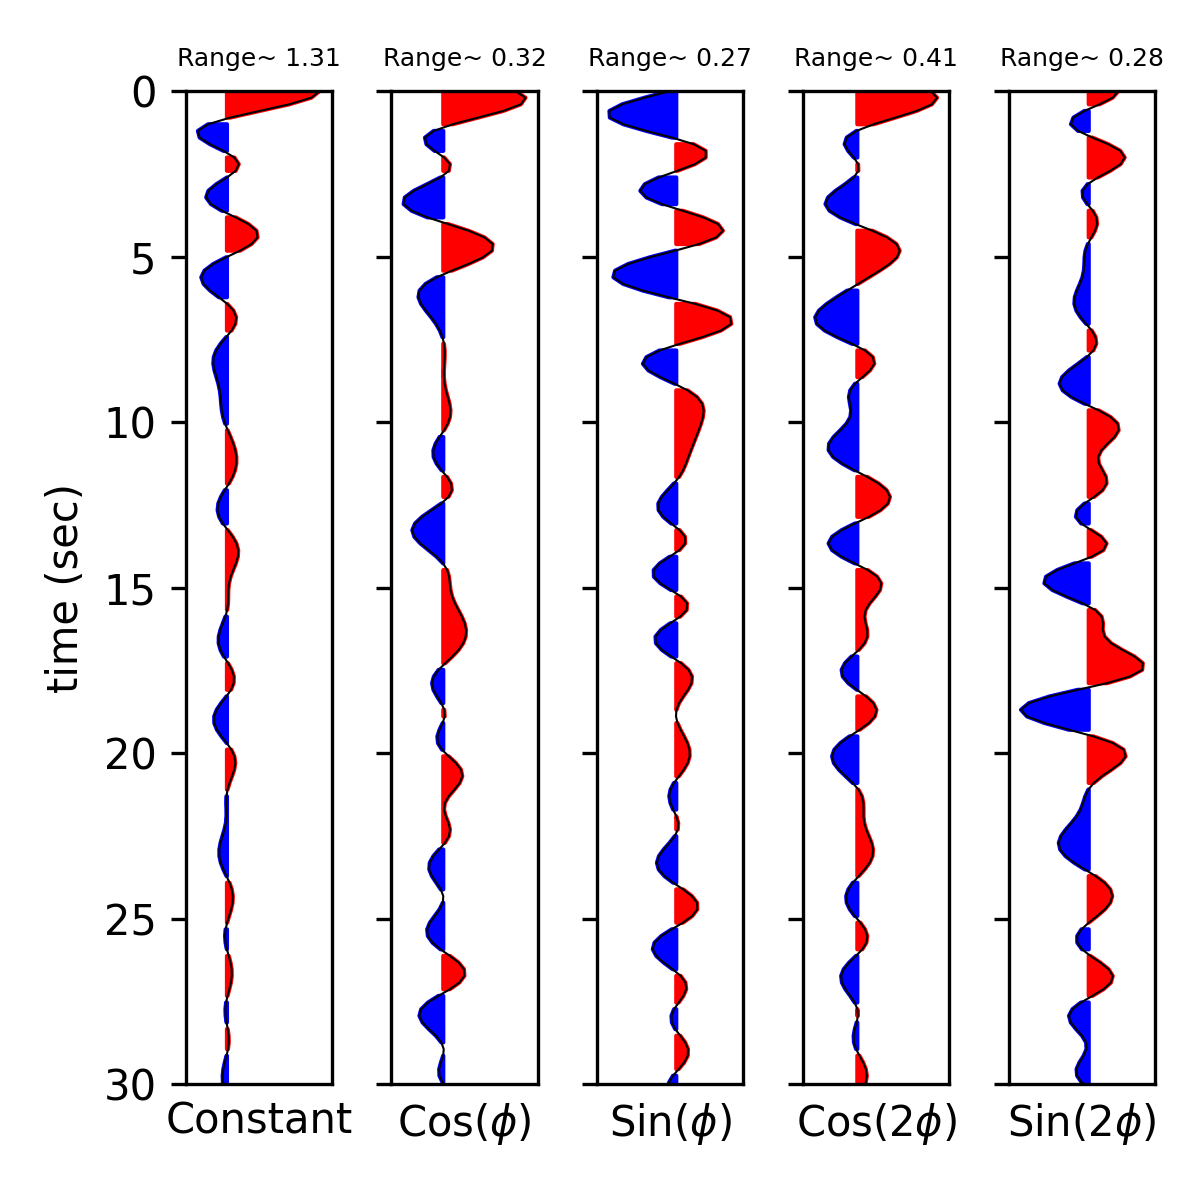 Range~ 1.31
Range~ 0.32
Range~ 0.27
Range~ 0.41
Range~ 0.28
0
5
10
15
20
25
30
time (sec)
Constant
Cos(ϕ)
Sin(ϕ)
Cos(2ϕ)
Sin(2ϕ)